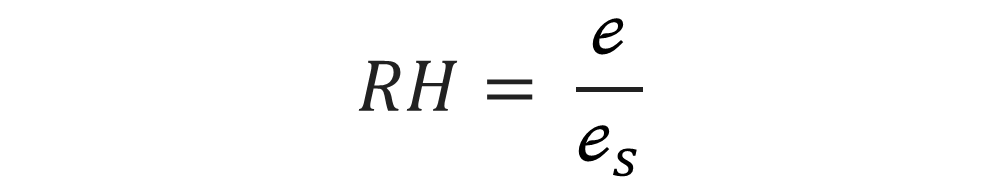 RH = e / e_s